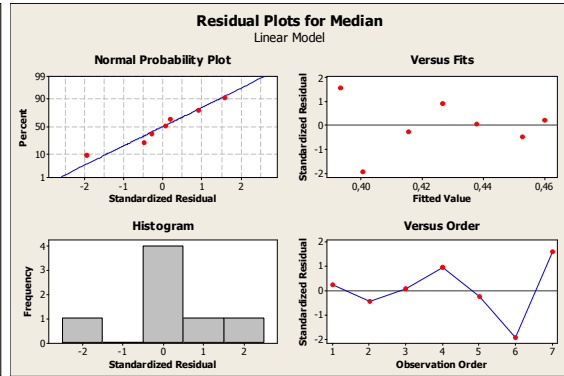 Residual Plots for Median
Linear Model
Normal Probability Plot
99
90
50
10
1
Percent
-2 -1 0 1 2
Standardized Residual
Versus Fits
2
1
0
-1
-2
Standardized Residual
0,40 0,42 0,44 0,46
Fitted Value
Histogram
4
3
2
1
0
Frequency
-2 -1 0 1 2
Standardized Residual
Versus Order
2
1
0
-1
-2
Standardized Residual
1 2 3 4 5 6 7
Observation Order